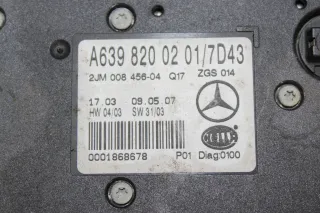 A639 820 02 01/7D43
2JM 008 456-04 Q17 ZGS 014
17.03 09.05.07
HW 04/03 SW 31/03
0001868678 P01 Diag:0100